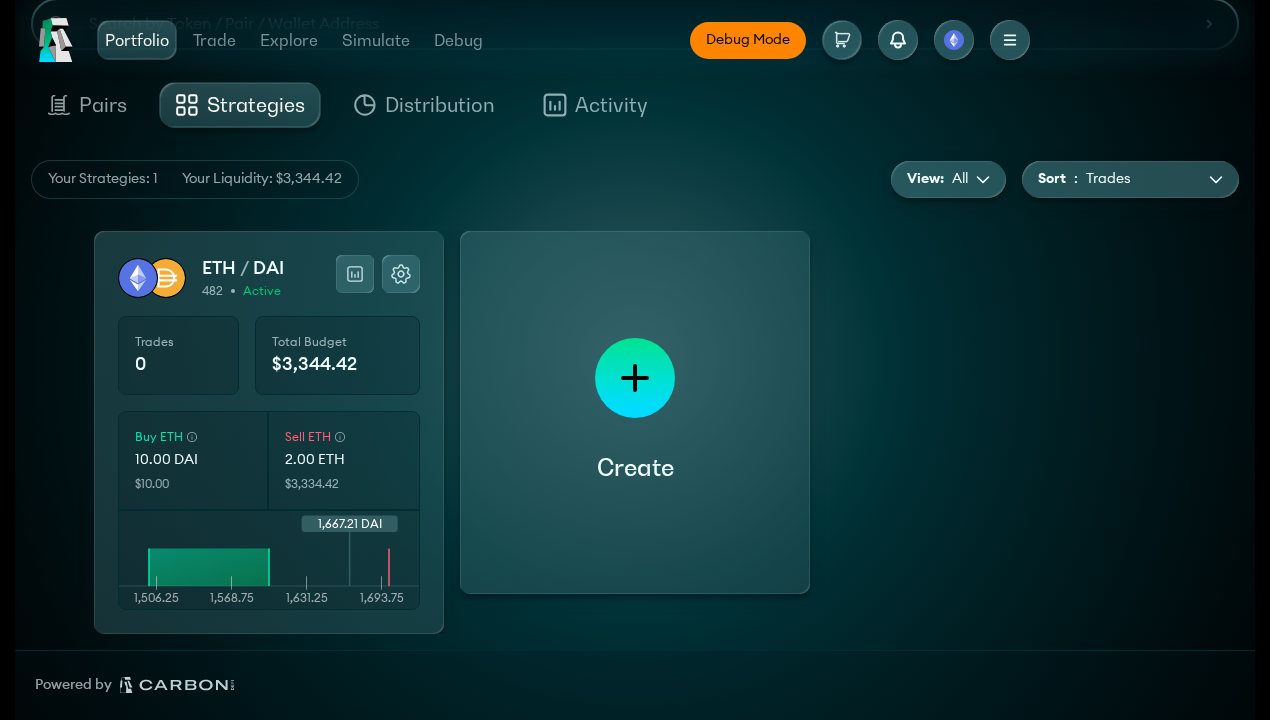 Search by Token / Pair / Wallet Address
Portfolio Trade Explore Simulate Debug Debug Mode
Pairs Strategies Distribution Activity
Your Strategies: 1 Your Liquidity: $3,344.42 View: All Sort : Trades
ETH / DAI
482 • Active
Trades Total Budget
0 $3,344.42
Buy ETH Sell ETH
10.00 DAI 2.00 ETH
$10.00 $3,334.42
1,667.21 DAI
1,506.25 1,568.75 1,631.25 1,693.75
Create
Powered by CARBON